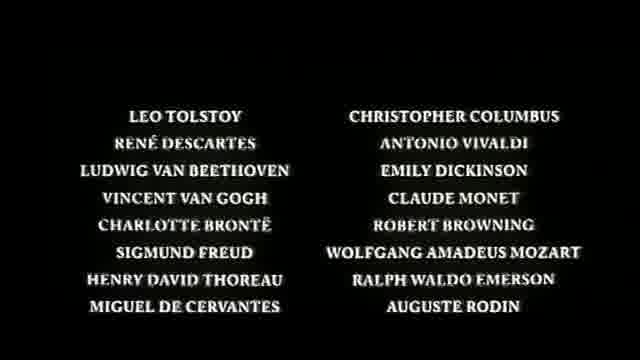 LEO TOLSTOY
RENÉ DESCARTES
LUDWIG VAN BEETHOVEN
VINCENT VAN GOGH
CHARLOTTE BRONTË
SIGMUND FREUD
HENRY DAVID THOREAU
MIGUEL DE CERVANTES
CHRISTOPHER COLUMBUS
ANTONIO VIVALDI
EMILY DICKINSON
CLAUDE MONET
ROBERT BROWNING
WOLFGANG AMADEUS MOZART
RALPH WALDO EMERSON
AUGUSTE RODIN